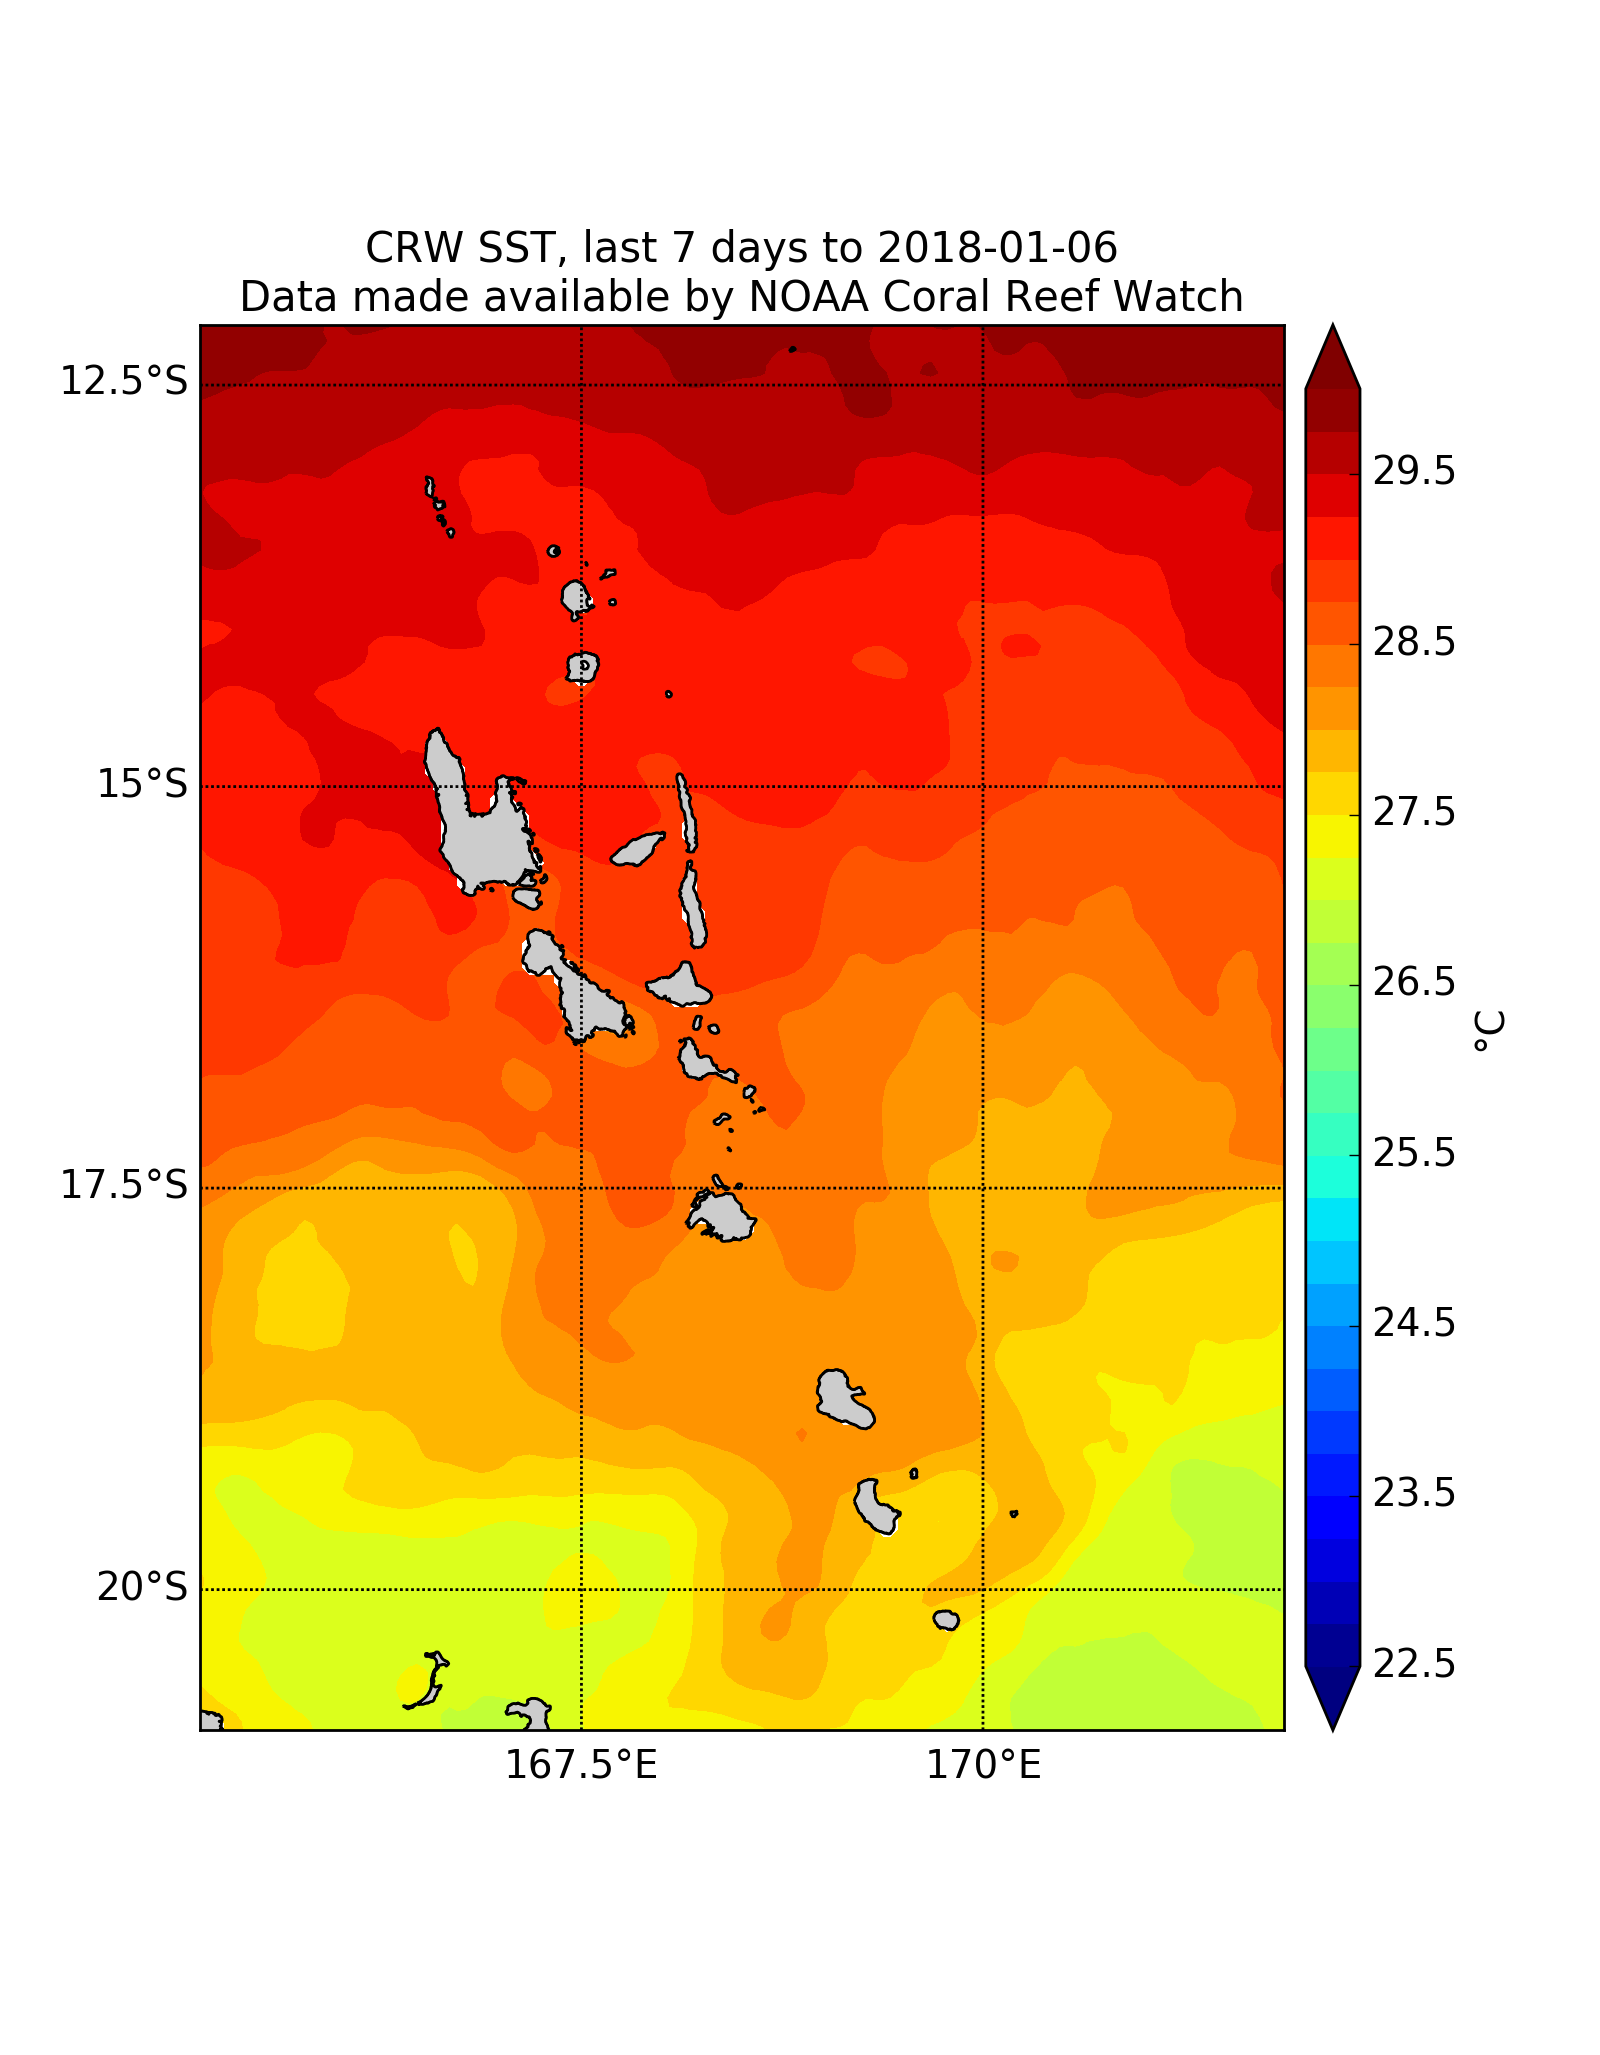 CRW SST, last 7 days to 2018-01-06
Data made available by NOAA Coral Reef Watch
12.5°S
15°S
17.5°S
20°S
167.5°E
170°E
29.5
28.5
27.5
26.5
25.5
24.5
23.5
22.5
°C